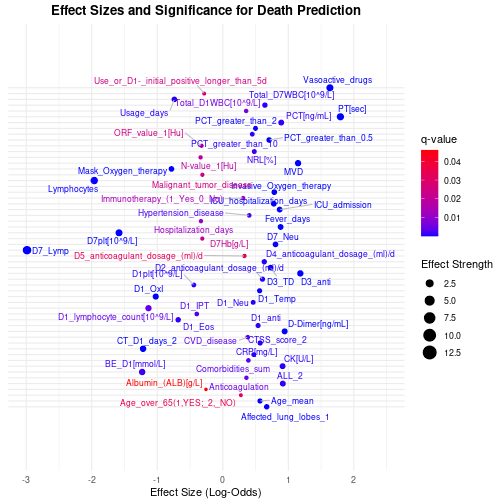 Effect Sizes and Significance for Death Prediction
Vasoactive_drugs
Use_or_D1-_initial_positive_longer_than_5d
Total_D7WBC[10^9/L]
Total_D1WBC[10^9/L]
Usage_days
PT[sec]
PCT[ng/mL]
PCT_greater_than_2
ORF_value_1[Hu]
PCT_greater_than_0.5
PCT_greater_than_10
NRL[%]
N-value_1[Hu]
MVD
Mask_Oxygen_therapy
Malignant_tumor_disease
Lymphocytes
Invasive_Oxygen_therapy
Immunotherapy_(1_Yes_0_No)
ICU_hospitalization_days
ICU_admission
Hypertension_disease
Hospitalization_days
Fever_days
D7plt[10^9/L]
D7_Neu
D7Hb[g/L]
D7_Lymp
D5_anticoagulant_dosage_(ml)/d
D4_anticoagulant_dosage_(ml)/d
D2_anticoagulant_dosage_(ml)/d
D1plt[10^9/L]
D3_TD
D3_anti
D1_OxI
D1_Neu
D1_Temp
D1_IPT
D1_lymphocyte_count[10^9/L]
D1_Eos
D1_anti
D-Dimer[ng/mL]
CVD_disease
CTSS_score_2
CT_D1_days_2
CRP[mg/L]
CK[U/L]
BE_D1[mmol/L]
Comorbidities_sum
ALL_2
Albumin_(ALB)[g/L]
Anticoagulation
Age_over_65(1,YES;_2,_NO)
Age_mean
Affected_lung_lobes_1
-3
-2
-1
0
1
2
Effect Size (Log-Odds)
q-value
0.04
0.03
0.02
0.01
Effect Strength
2.5
5.0
7.5
10.0
12.5